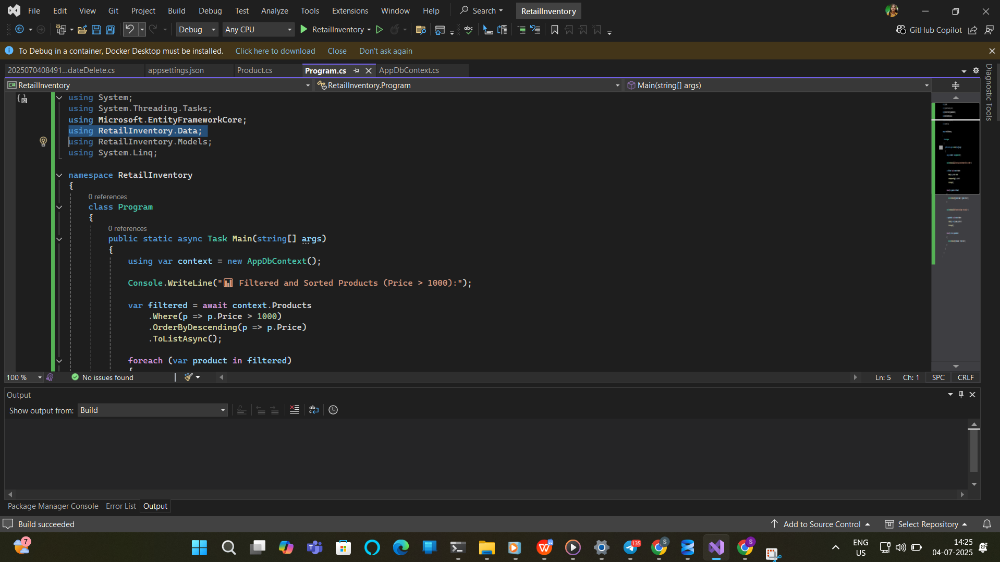 File Edit View Git Project Build Debug Test Analyze Tools Extensions Window Help Search RetailInventory
Debug Any CPU RetailInventory GitHub Copilot
To Debug in a container, Docker Desktop must be installed. Click here to download Close Don't ask again
2025070408491...dateDelete.cs appsettings.json Product.cs Program.cs AppDbContext.cs
C# RetailInventory RetailInventory.Program Main(string[] args)
Diagnostic Tools
using System;
using System.Threading.Tasks;
using Microsoft.EntityFrameworkCore;
using RetailInventory.Data;
using RetailInventory.Models;
using System.Linq;
namespace RetailInventory
{
0 references
class Program
{
0 references
public static async Task Main(string[] args)
{
using var context = new AppDbContext();
Console.WriteLine("📊 Filtered and Sorted Products (Price > 1000):");
var filtered = await context.Products
.Where(p => p.Price > 1000)
.OrderByDescending(p => p.Price)
.ToListAsync();
foreach (var product in filtered)
{
100 % No issues found Ln: 5 Ch: 1 SPC CRLF
Output
Show output from: Build
Package Manager Console Error List Output
Build succeeded Add to Source Control Select Repository
7 135 S S ENG 14:25
US 04-07-2025